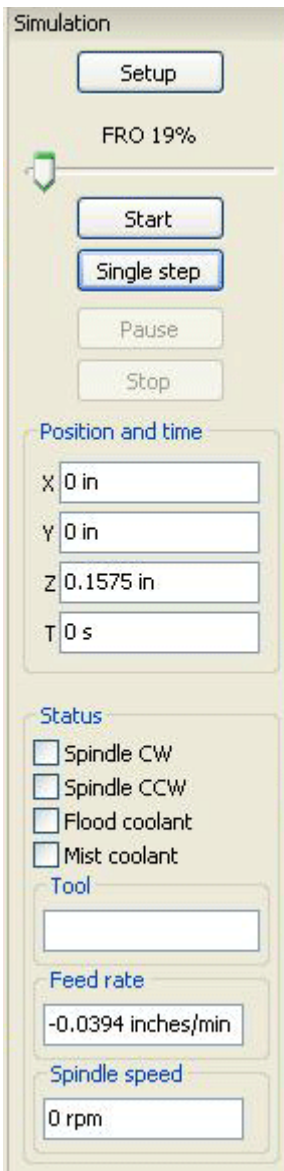 Simulation
Setup
FRO 19%
Start
Single step
Pause
Stop
Position and time
X 0 in
Y 0 in
Z 0.1575 in
T 0 s
Status
Spindle CW
Spindle CCW
Flood coolant
Mist coolant
Tool
Feed rate
-0.0394 inches/min
Spindle speed
0 rpm